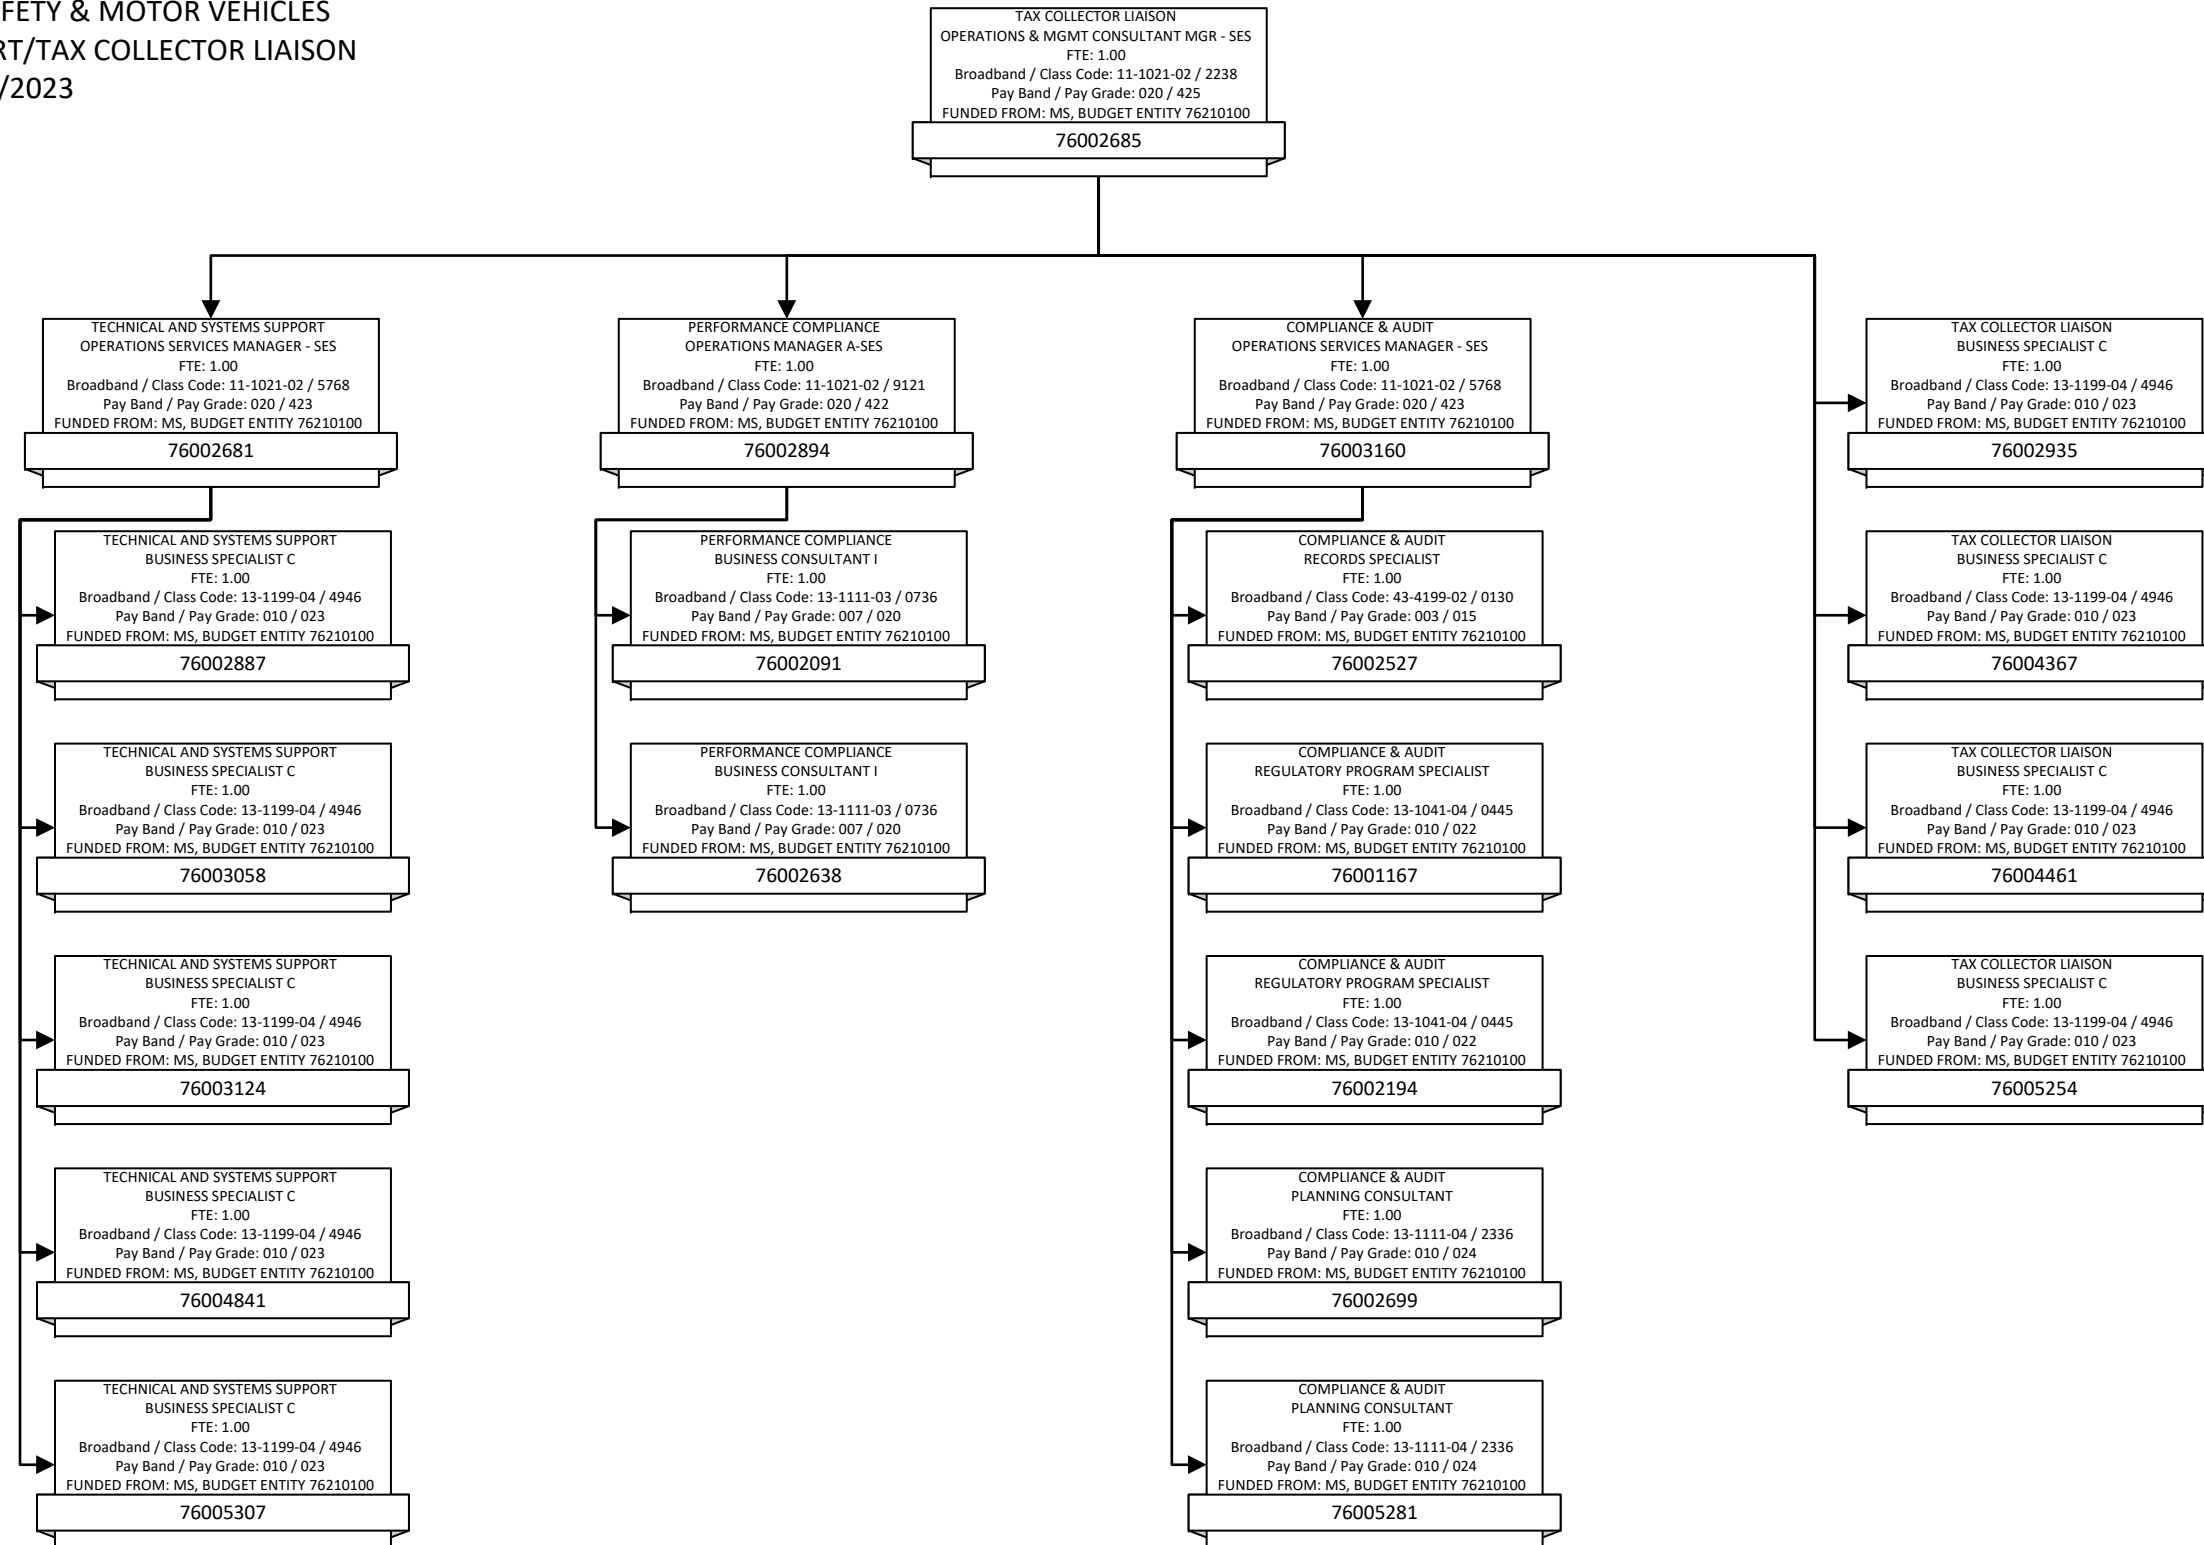 FETY & MOTOR VEHICLES
RT/TAX COLLECTOR LIAISON
/2023
TAX COLLECTOR LIAISON
OPERATIONS & MGMT CONSULTANT MGR - SES
FTE: 1.00
Broadband / Class Code: 11-1021-02 / 2238
Pay Band / Pay Grade: 020 / 425
FUNDED FROM: MS, BUDGET ENTITY 76210100
76002685
TECHNICAL AND SYSTEMS SUPPORT
OPERATIONS SERVICES MANAGER - SES
FTE: 1.00
Broadband / Class Code: 11-1021-02 / 5768
Pay Band / Pay Grade: 020 / 423
FUNDED FROM: MS, BUDGET ENTITY 76210100
76002681
TECHNICAL AND SYSTEMS SUPPORT
BUSINESS SPECIALIST C
FTE: 1.00
Broadband / Class Code: 13-1199-04 / 4946
Pay Band / Pay Grade: 010 / 023
FUNDED FROM: MS, BUDGET ENTITY 76210100
76002887
TECHNICAL AND SYSTEMS SUPPORT
BUSINESS SPECIALIST C
FTE: 1.00
Broadband / Class Code: 13-1199-04 / 4946
Pay Band / Pay Grade: 010 / 023
FUNDED FROM: MS, BUDGET ENTITY 76210100
76003058
TECHNICAL AND SYSTEMS SUPPORT
BUSINESS SPECIALIST C
FTE: 1.00
Broadband / Class Code: 13-1199-04 / 4946
Pay Band / Pay Grade: 010 / 023
FUNDED FROM: MS, BUDGET ENTITY 76210100
76003124
TECHNICAL AND SYSTEMS SUPPORT
BUSINESS SPECIALIST C
FTE: 1.00
Broadband / Class Code: 13-1199-04 / 4946
Pay Band / Pay Grade: 010 / 023
FUNDED FROM: MS, BUDGET ENTITY 76210100
76004841
TECHNICAL AND SYSTEMS SUPPORT
BUSINESS SPECIALIST C
FTE: 1.00
Broadband / Class Code: 13-1199-04 / 4946
Pay Band / Pay Grade: 010 / 023
FUNDED FROM: MS, BUDGET ENTITY 76210100
76005307
PERFORMANCE COMPLIANCE
OPERATIONS MANAGER A-SES
FTE: 1.00
Broadband / Class Code: 11-1021-02 / 9121
Pay Band / Pay Grade: 020 / 422
FUNDED FROM: MS, BUDGET ENTITY 76210100
76002894
PERFORMANCE COMPLIANCE
BUSINESS CONSULTANT I
FTE: 1.00
Broadband / Class Code: 13-1111-03 / 0736
Pay Band / Pay Grade: 007 / 020
FUNDED FROM: MS, BUDGET ENTITY 76210100
76002091
PERFORMANCE COMPLIANCE
BUSINESS CONSULTANT I
FTE: 1.00
Broadband / Class Code: 13-1111-03 / 0736
Pay Band / Pay Grade: 007 / 020
FUNDED FROM: MS, BUDGET ENTITY 76210100
76002638
COMPLIANCE & AUDIT
OPERATIONS SERVICES MANAGER - SES
FTE: 1.00
Broadband / Class Code: 11-1021-02 / 5768
Pay Band / Pay Grade: 020 / 423
FUNDED FROM: MS, BUDGET ENTITY 76210100
76003160
COMPLIANCE & AUDIT
RECORDS SPECIALIST
FTE: 1.00
Broadband / Class Code: 43-4199-02 / 0130
Pay Band / Pay Grade: 003 / 015
FUNDED FROM: MS, BUDGET ENTITY 76210100
76002527
COMPLIANCE & AUDIT
REGULATORY PROGRAM SPECIALIST
FTE: 1.00
Broadband / Class Code: 13-1041-04 / 0445
Pay Band / Pay Grade: 010 / 022
FUNDED FROM: MS, BUDGET ENTITY 76210100
76001167
COMPLIANCE & AUDIT
REGULATORY PROGRAM SPECIALIST
FTE: 1.00
Broadband / Class Code: 13-1041-04 / 0445
Pay Band / Pay Grade: 010 / 022
FUNDED FROM: MS, BUDGET ENTITY 76210100
76002194
COMPLIANCE & AUDIT
PLANNING CONSULTANT
FTE: 1.00
Broadband / Class Code: 13-1111-04 / 2336
Pay Band / Pay Grade: 010 / 024
FUNDED FROM: MS, BUDGET ENTITY 76210100
76002699
COMPLIANCE & AUDIT
PLANNING CONSULTANT
FTE: 1.00
Broadband / Class Code: 13-1111-04 / 2336
Pay Band / Pay Grade: 010 / 024
FUNDED FROM: MS, BUDGET ENTITY 76210100
76005281
TAX COLLECTOR LIAISON
BUSINESS SPECIALIST C
FTE: 1.00
Broadband / Class Code: 13-1199-04 / 4946
Pay Band / Pay Grade: 010 / 023
FUNDED FROM: MS, BUDGET ENTITY 76210100
76002935
TAX COLLECTOR LIAISON
BUSINESS SPECIALIST C
FTE: 1.00
Broadband / Class Code: 13-1199-04 / 4946
Pay Band / Pay Grade: 010 / 023
FUNDED FROM: MS, BUDGET ENTITY 76210100
76004367
TAX COLLECTOR LIAISON
BUSINESS SPECIALIST C
FTE: 1.00
Broadband / Class Code: 13-1199-04 / 4946
Pay Band / Pay Grade: 010 / 023
FUNDED FROM: MS, BUDGET ENTITY 76210100
76004461
TAX COLLECTOR LIAISON
BUSINESS SPECIALIST C
FTE: 1.00
Broadband / Class Code: 13-1199-04 / 4946
Pay Band / Pay Grade: 010 / 023
FUNDED FROM: MS, BUDGET ENTITY 76210100
76005254